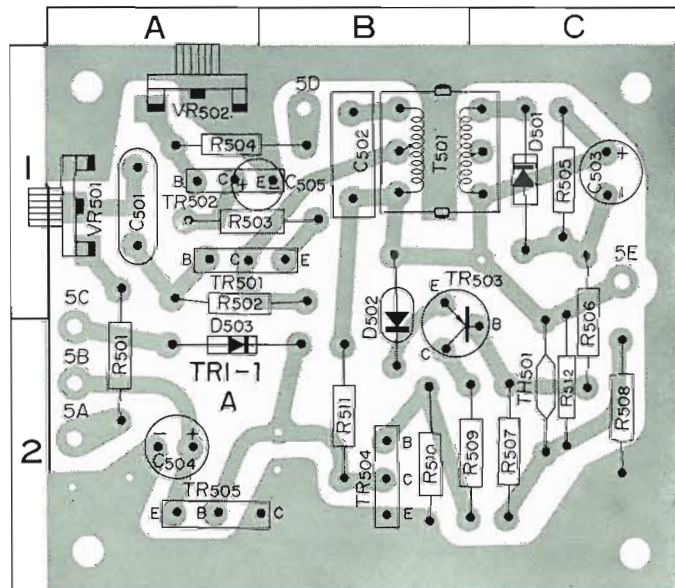 A B C
1
2
VR502
5D
R504
B C + E − C505
TR502
C502
T501
D501
R505
C503
+
VR501
C501
R503
B C E
TR501
R502
5E
5C
D503
TR503
E
B
C
D502
R506
5B
R501
TR1-1
A
TH501
R512
R508
5A
R511
− +
C504
B
TR504
C
E
R510
R509
R507
TR505
E B C